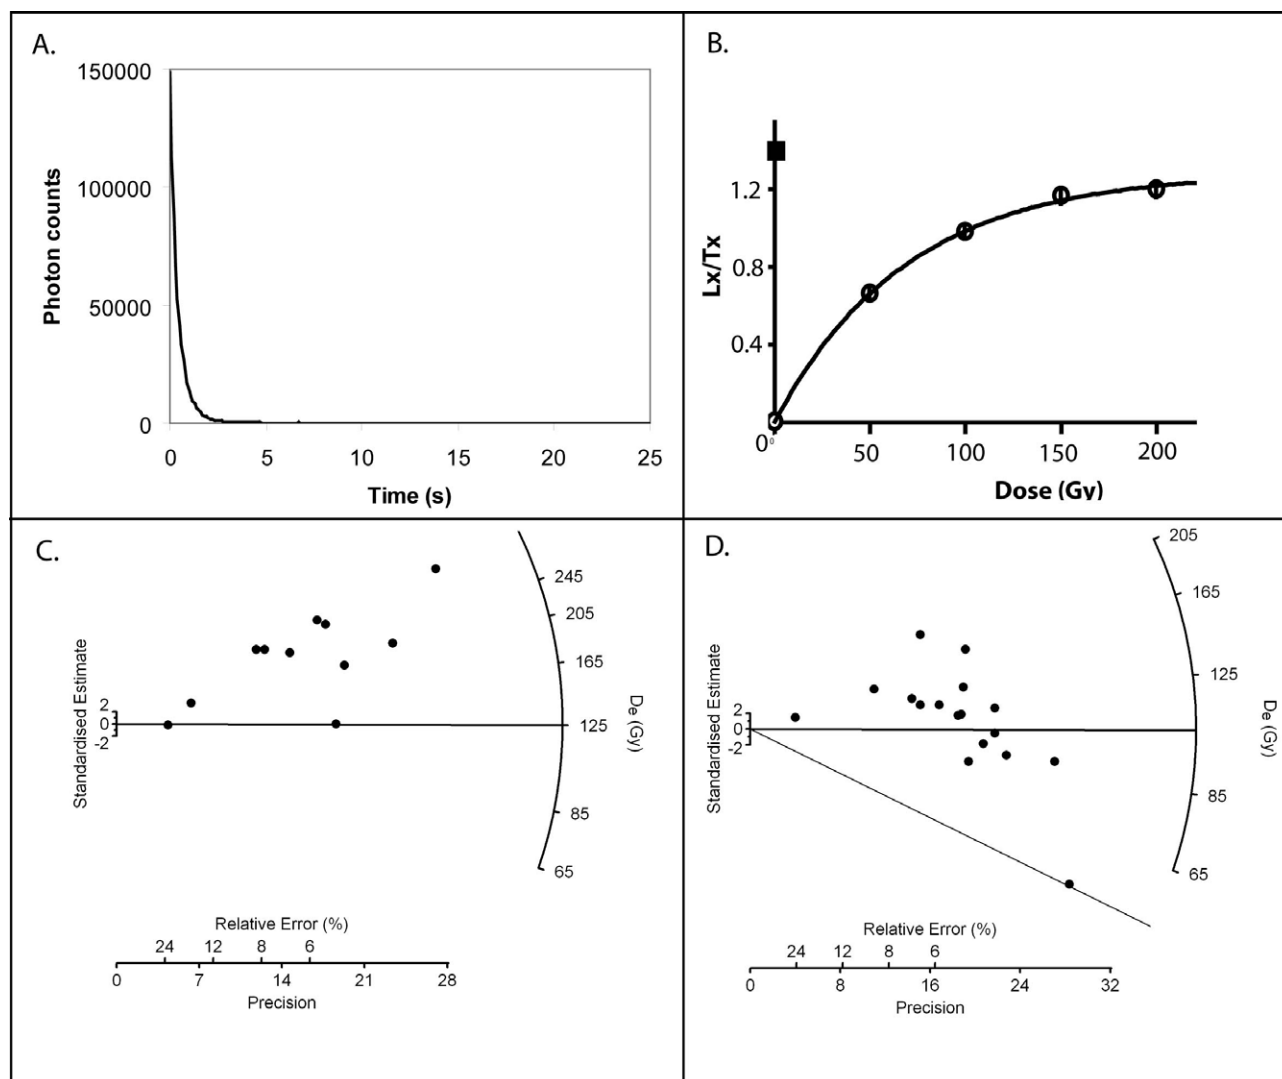 A.
150000
100000
50000
0
Photon counts
0 5 10 15 20 25
Time (s)
B.
1.2
0.8
0.4
0
0
Lx/Tx
50 100 150 200
Dose (Gy)
C.
Standardised Estimate
2
0
-2
245
205
165
125
85
65
De (Gy)
Relative Error (%)
24 12 8 6
0 7 14 21 28
Precision
D.
Standardised Estimate
2
0
-2
205
165
125
85
65
De (Gy)
Relative Error (%)
24 12 8 6
0 8 16 24 32
Precision